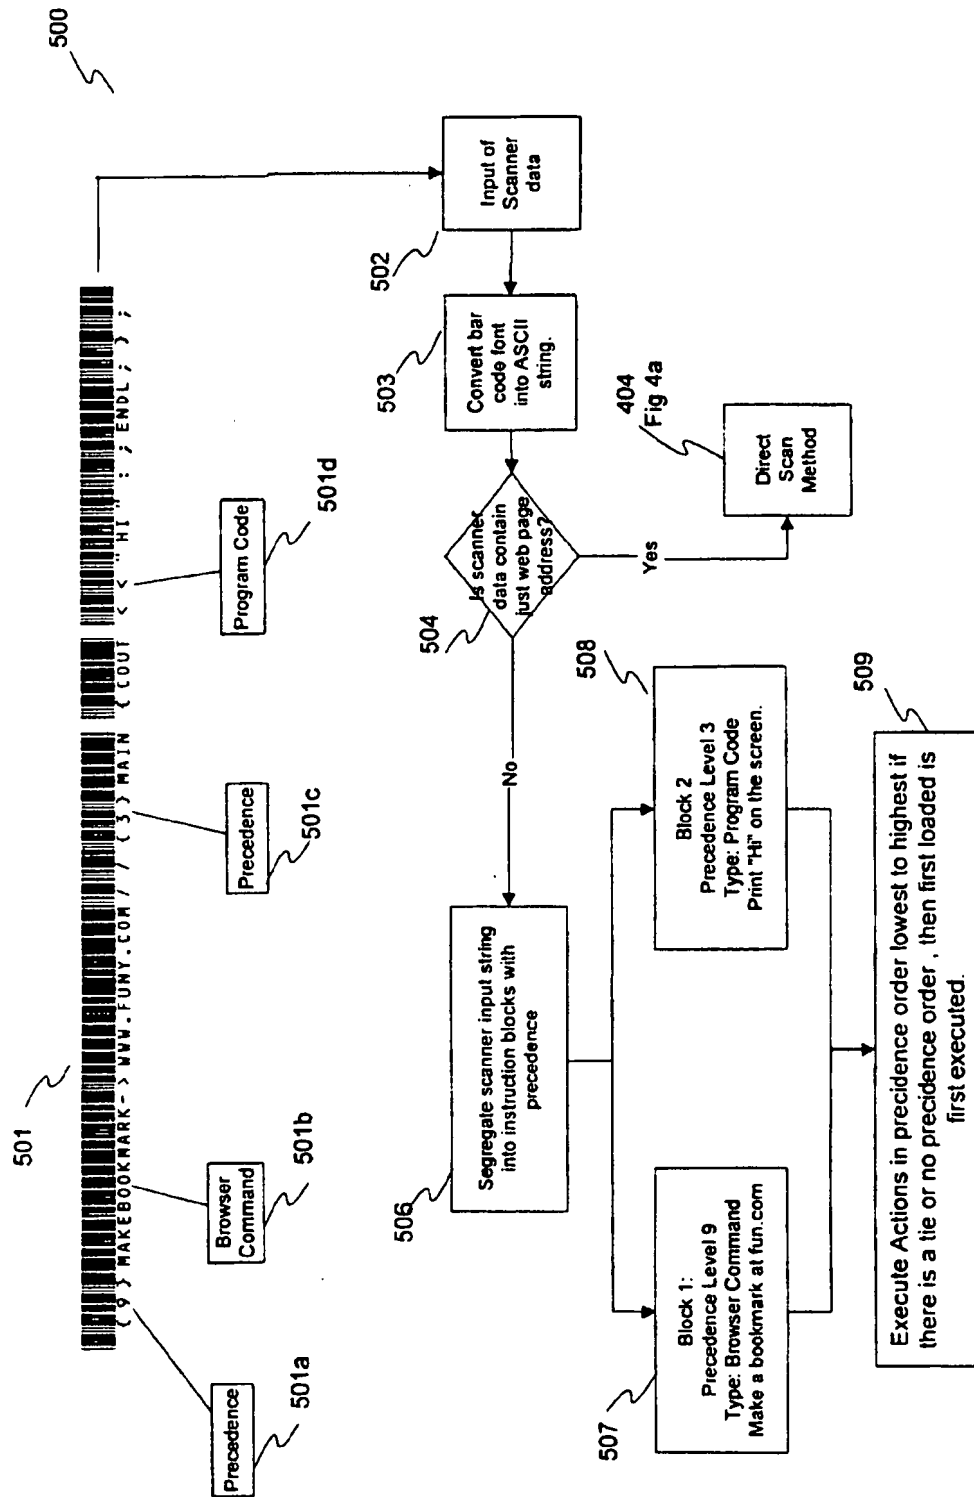 500
501
{9}MAKEBOOKMARK->WWW.FUNY.COM//{3}MAIN {COUT << "HI": ; ENDL; } ;
Precedence
501a
Browser
Command
501b
Precedence
501c
Program Code
501d
502
Input of
Scanner
data
503
Convert bar
code font
into ASCII
string.
504
Is scanner
data contain
just web page
address?
Yes
404
Fig 4a
Direct
Scan
Method
No
506
Segregate scanner input string
into instruction blocks with
precedence
507
Block 1:
Precedence Level 9
Type: Browser Command
Make a bookmark at fun.com
508
Block 2
Precedence Level 3
Type: Program Code
Print "Hi" on the screen.
509
Execute Actions in precidence order lowest to highest if
there is a tie or no precidence order , then first loaded is
first executed.